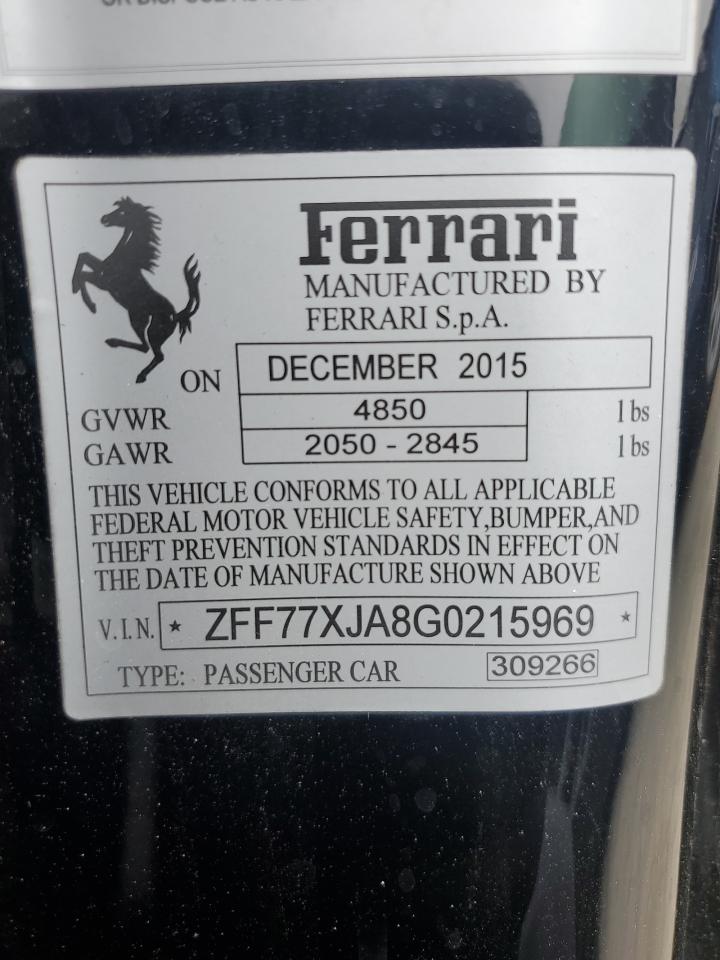 Ferrari
MANUFACTURED BY
FERRARI S.p.A.
ON DECEMBER 2015
GVWR 4850 lbs
GAWR 2050 - 2845 lbs
THIS VEHICLE CONFORMS TO ALL APPLICABLE
FEDERAL MOTOR VEHICLE SAFETY,BUMPER,AND
THEFT PREVENTION STANDARDS IN EFFECT ON
THE DATE OF MANUFACTURE SHOWN ABOVE
V.I.N. * ZFF77XJA8G0215969 *
TYPE: PASSENGER CAR 309266